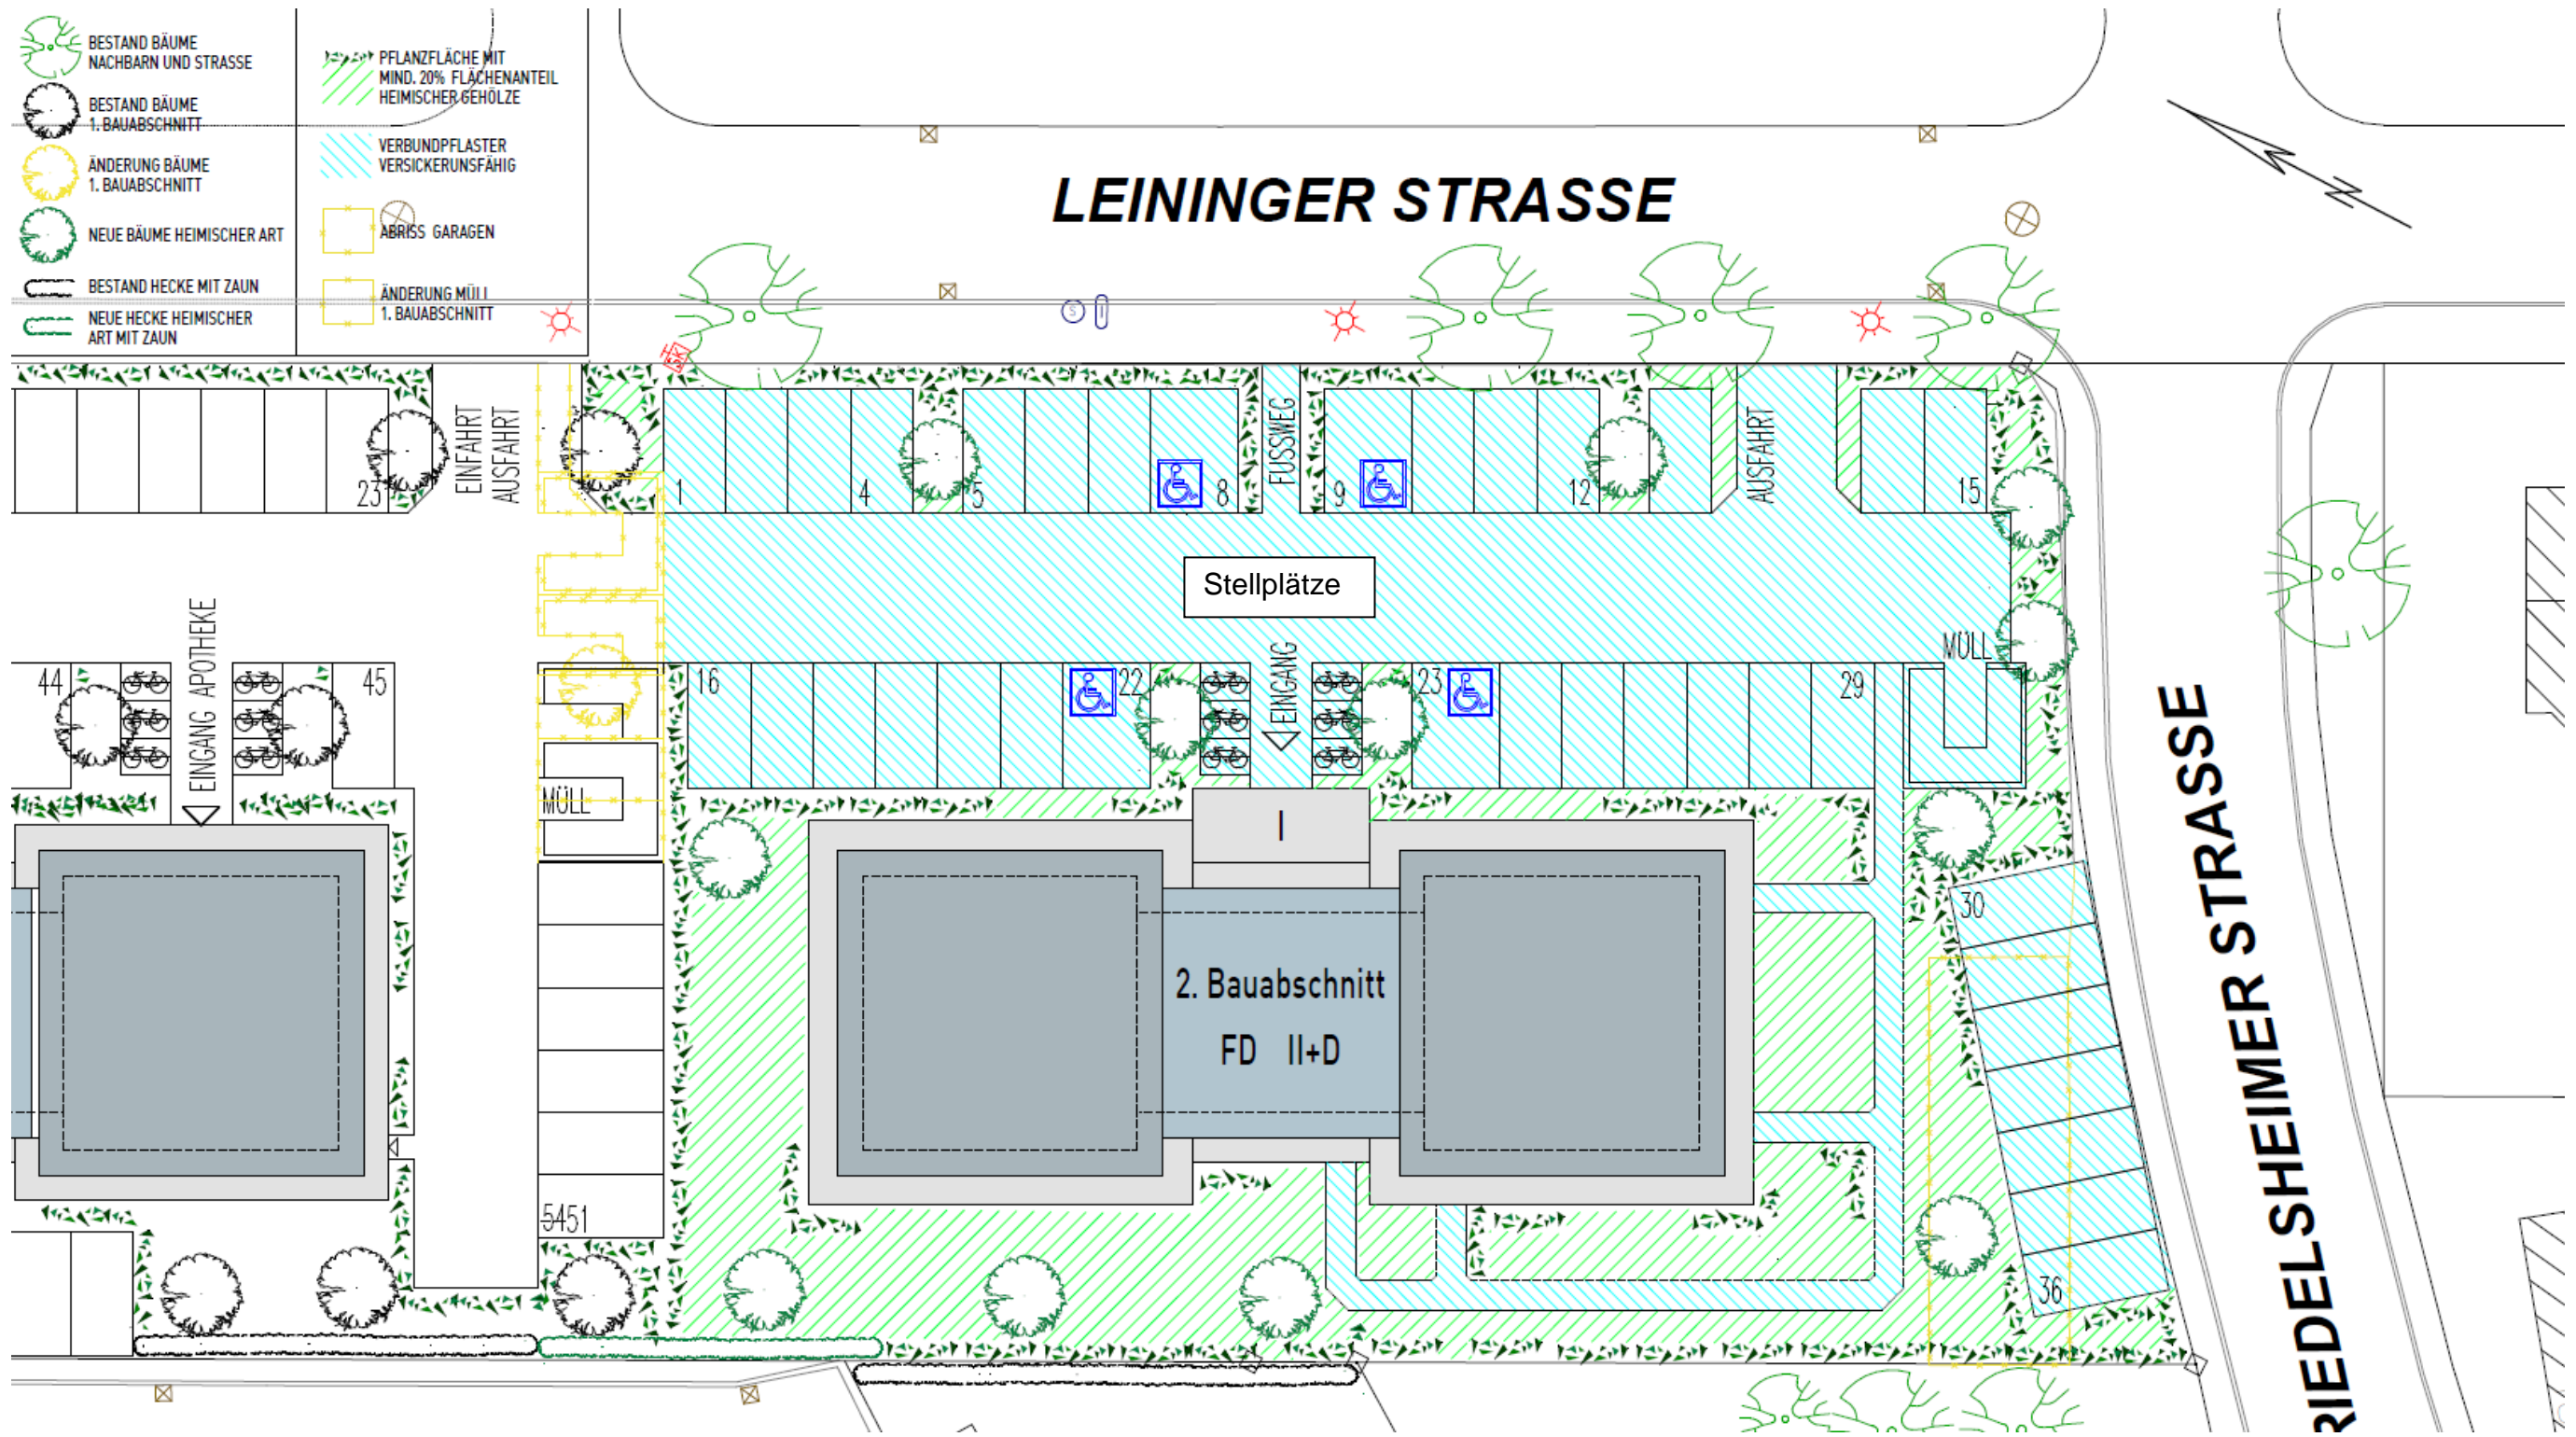 BESTAND BÄUME
NACHBARN UND STRASSE
BESTAND BÄUME
1. BAUABSCHNITT
ÄNDERUNG BÄUME
1. BAUABSCHNITT
NEUE BÄUME HEIMISCHER ART
BESTAND HECKE MIT ZAUN
NEUE HECKE HEIMISCHER
ART MIT ZAUN
PFLANZFLÄCHE MIT
MIND. 20% FLÄCHENANTEIL
HEIMISCHER GEHÖLZE
VERBUNDPFLASTER
VERSICKERUNSFÄHIG
ABRISS GARAGEN
ÄNDERUNG MÜLL
1. BAUABSCHNITT
LEININGER STRASSE
S
SK
23
EINFAHRT
AUSFAHRT
1
4
5
8
FUSSWEG
9
12
AUSFAHRT
15
Stellplätze
44
EINGANG APOTHEKE
45
MÜLL
16
22
EINGANG
23
29
MÜLL
I
30
2. Bauabschnitt
FD II+D
5451
36
RIEDELSHEIMER STRASSE